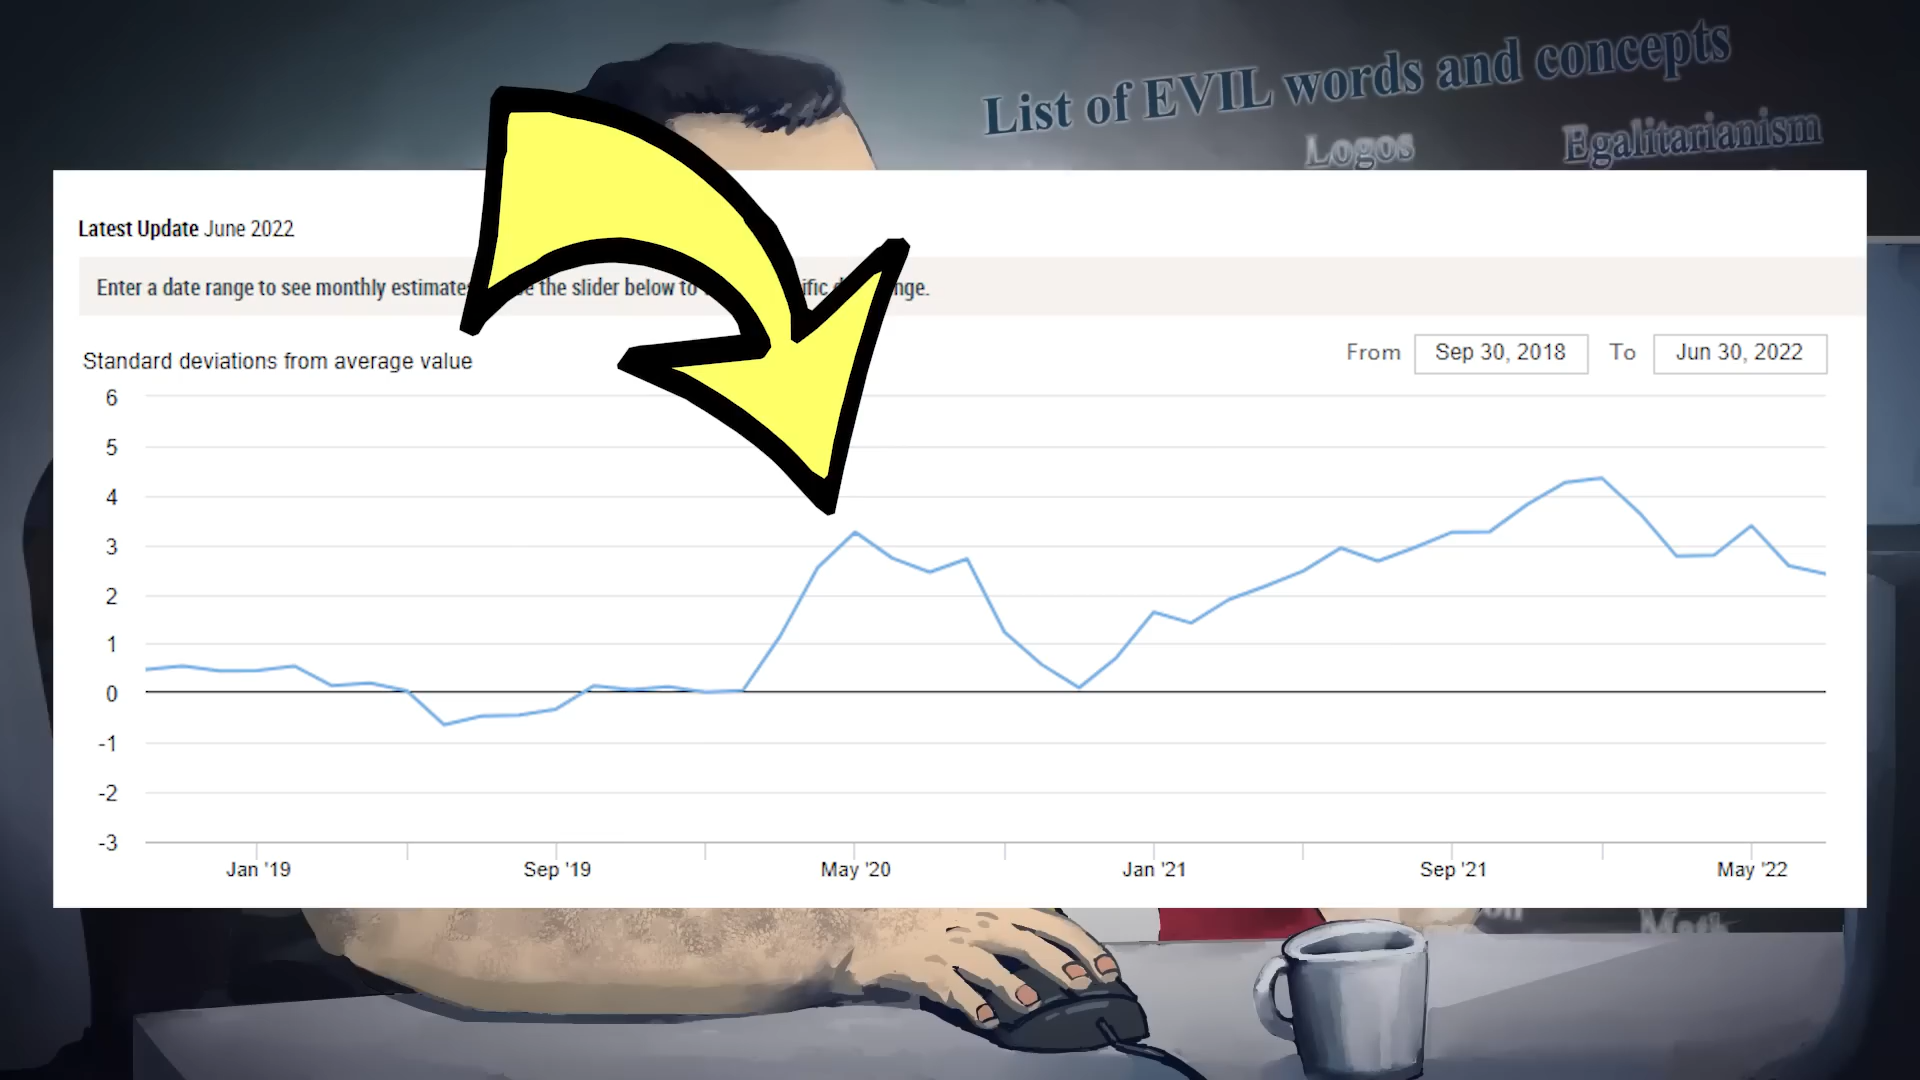 List of EVIL words and concepts
Logos Egalitarianism
Latest Update June 2022
Enter a date range to see monthly the slider below to
Standard deviations from average value
From Sep 30, 2018 To Jun 30, 2022
6
5
4
3
2
1
0
-1
-2
-3
Jan '19 Sep '19 May '20 Jan '21 Sep '21 May '22